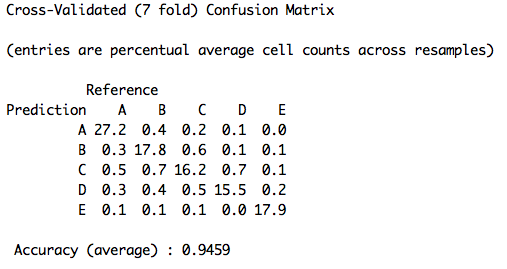 Cross-Validated (7 fold) Confusion Matrix
(entries are percentual average cell counts across resamples)
Reference
Prediction A B C D E
A 27.2 0.4 0.2 0.1 0.0
B 0.3 17.8 0.6 0.1 0.1
C 0.5 0.7 16.2 0.7 0.1
D 0.3 0.4 0.5 15.5 0.2
E 0.1 0.1 0.1 0.0 17.9
Accuracy (average) : 0.9459